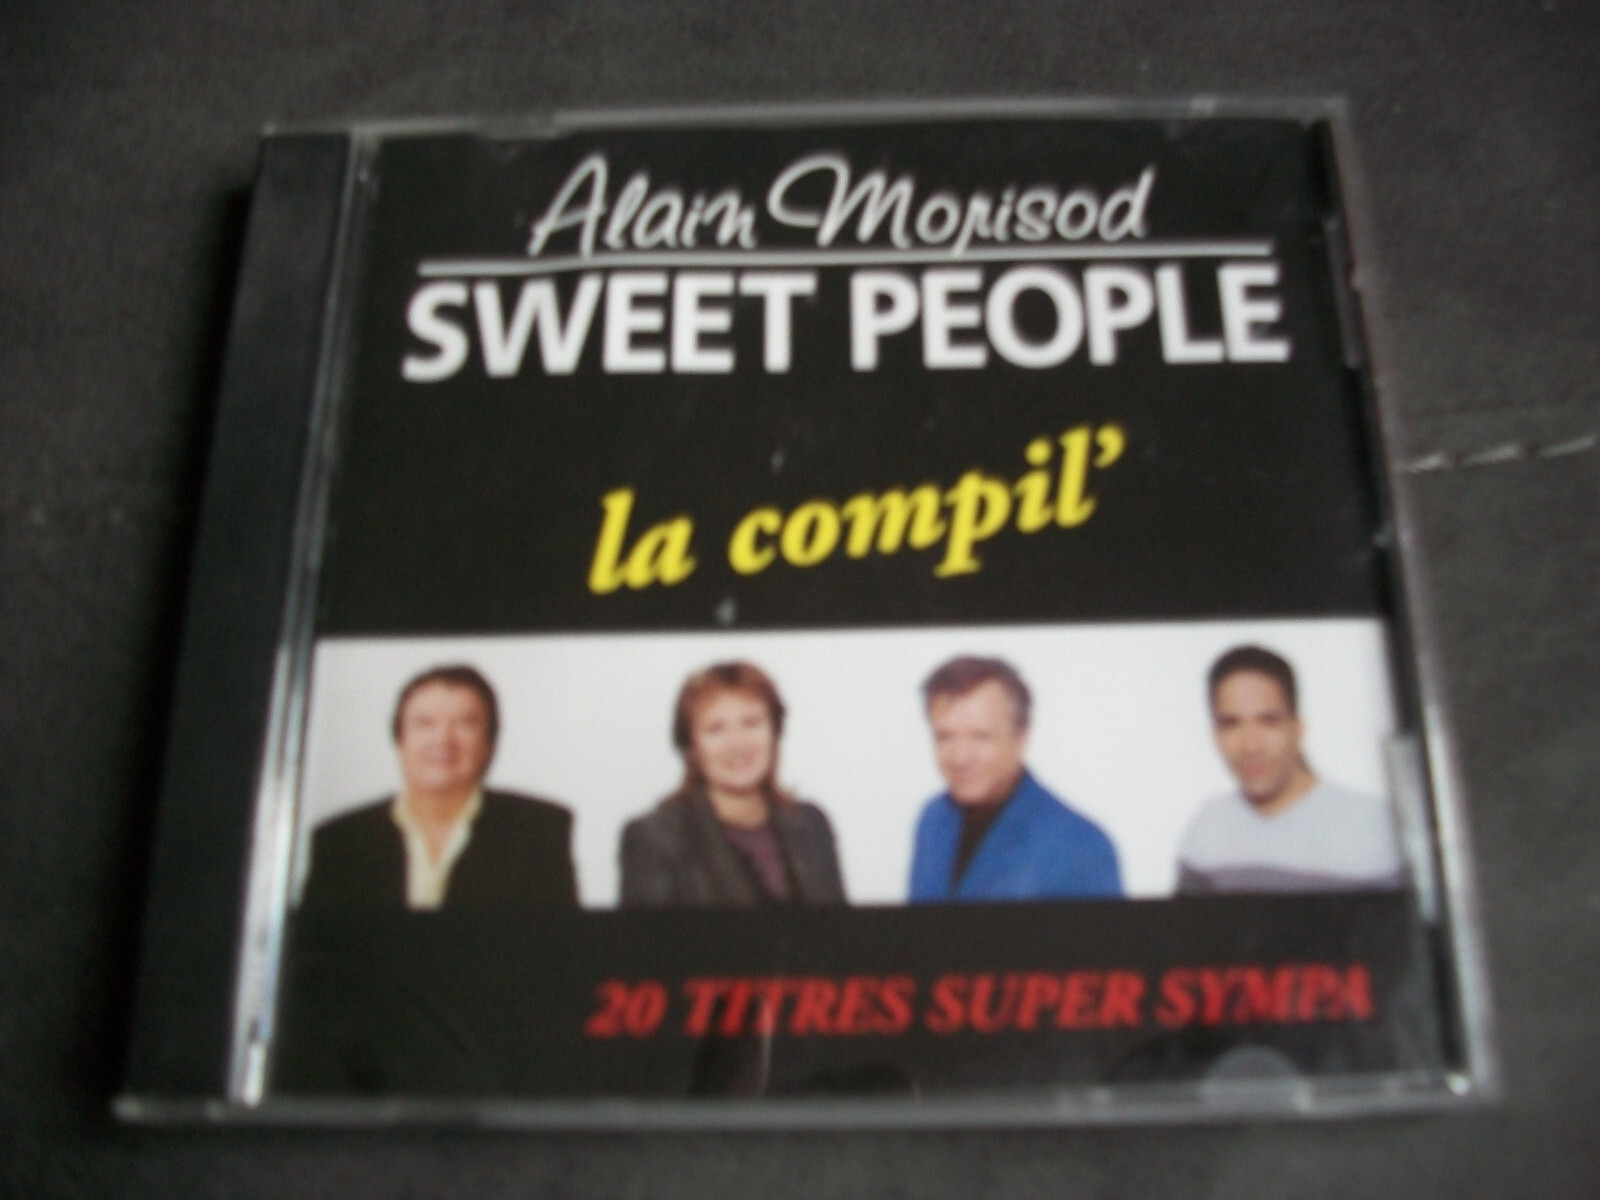 Alain Morisod
SWEET PEOPLE
la compil'
20 TITRES SUPER SYMPA